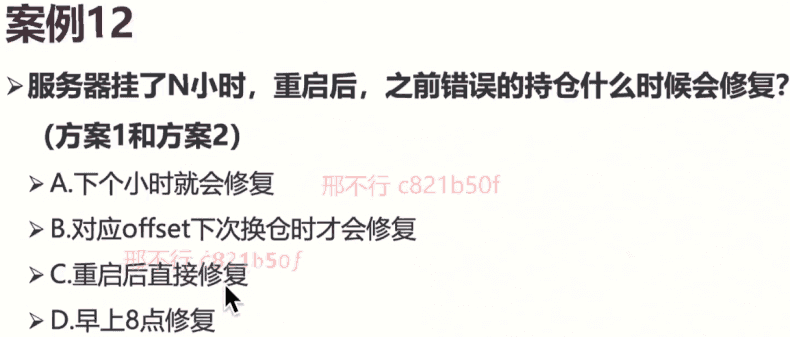 案例12
➢服务器挂了N小时，重启后，之前错误的持仓什么时候会修复？
（方案1和方案2）
➢A.下个小时就会修复
邢不行 c821b50f
➢B.对应offset下次换仓时才会修复
邢不行 c821b50f
➢C.重启后直接修复
➢D.早上8点修复